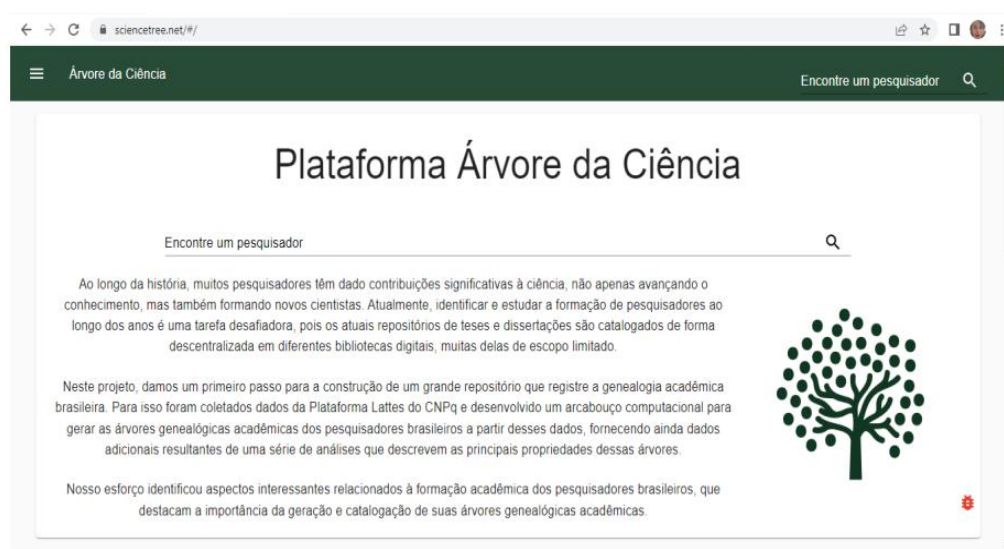 sciencetree.net/#/
Árvore da Ciência
Encontre um pesquisador
Plataforma Árvore da Ciência
Encontre um pesquisador
Ao longo da história, muitos pesquisadores têm dado contribuições significativas à ciência, não apenas avançando o
conhecimento, mas também formando novos cientistas. Atualmente, identificar e estudar a formação de pesquisadores ao
longo dos anos é uma tarefa desafiadora, pois os atuais repositórios de teses e dissertações são catalogados de forma
descentralizada em diferentes bibliotecas digitais, muitas delas de escopo limitado.
Neste projeto, damos um primeiro passo para a construção de um grande repositório que registre a genealogia acadêmica
brasileira. Para isso foram coletados dados da Plataforma Lattes do CNPq e desenvolvido um arcabouço computacional para
gerar as árvores genealógicas acadêmicas dos pesquisadores brasileiros a partir desses dados, fornecendo ainda dados
adicionais resultantes de uma série de análises que descrevem as principais propriedades dessas árvores.
Nosso esforço identificou aspectos interessantes relacionados à formação acadêmica dos pesquisadores brasileiros, que
destacam a importância da geração e catalogação de suas árvores genealógicas acadêmicas.